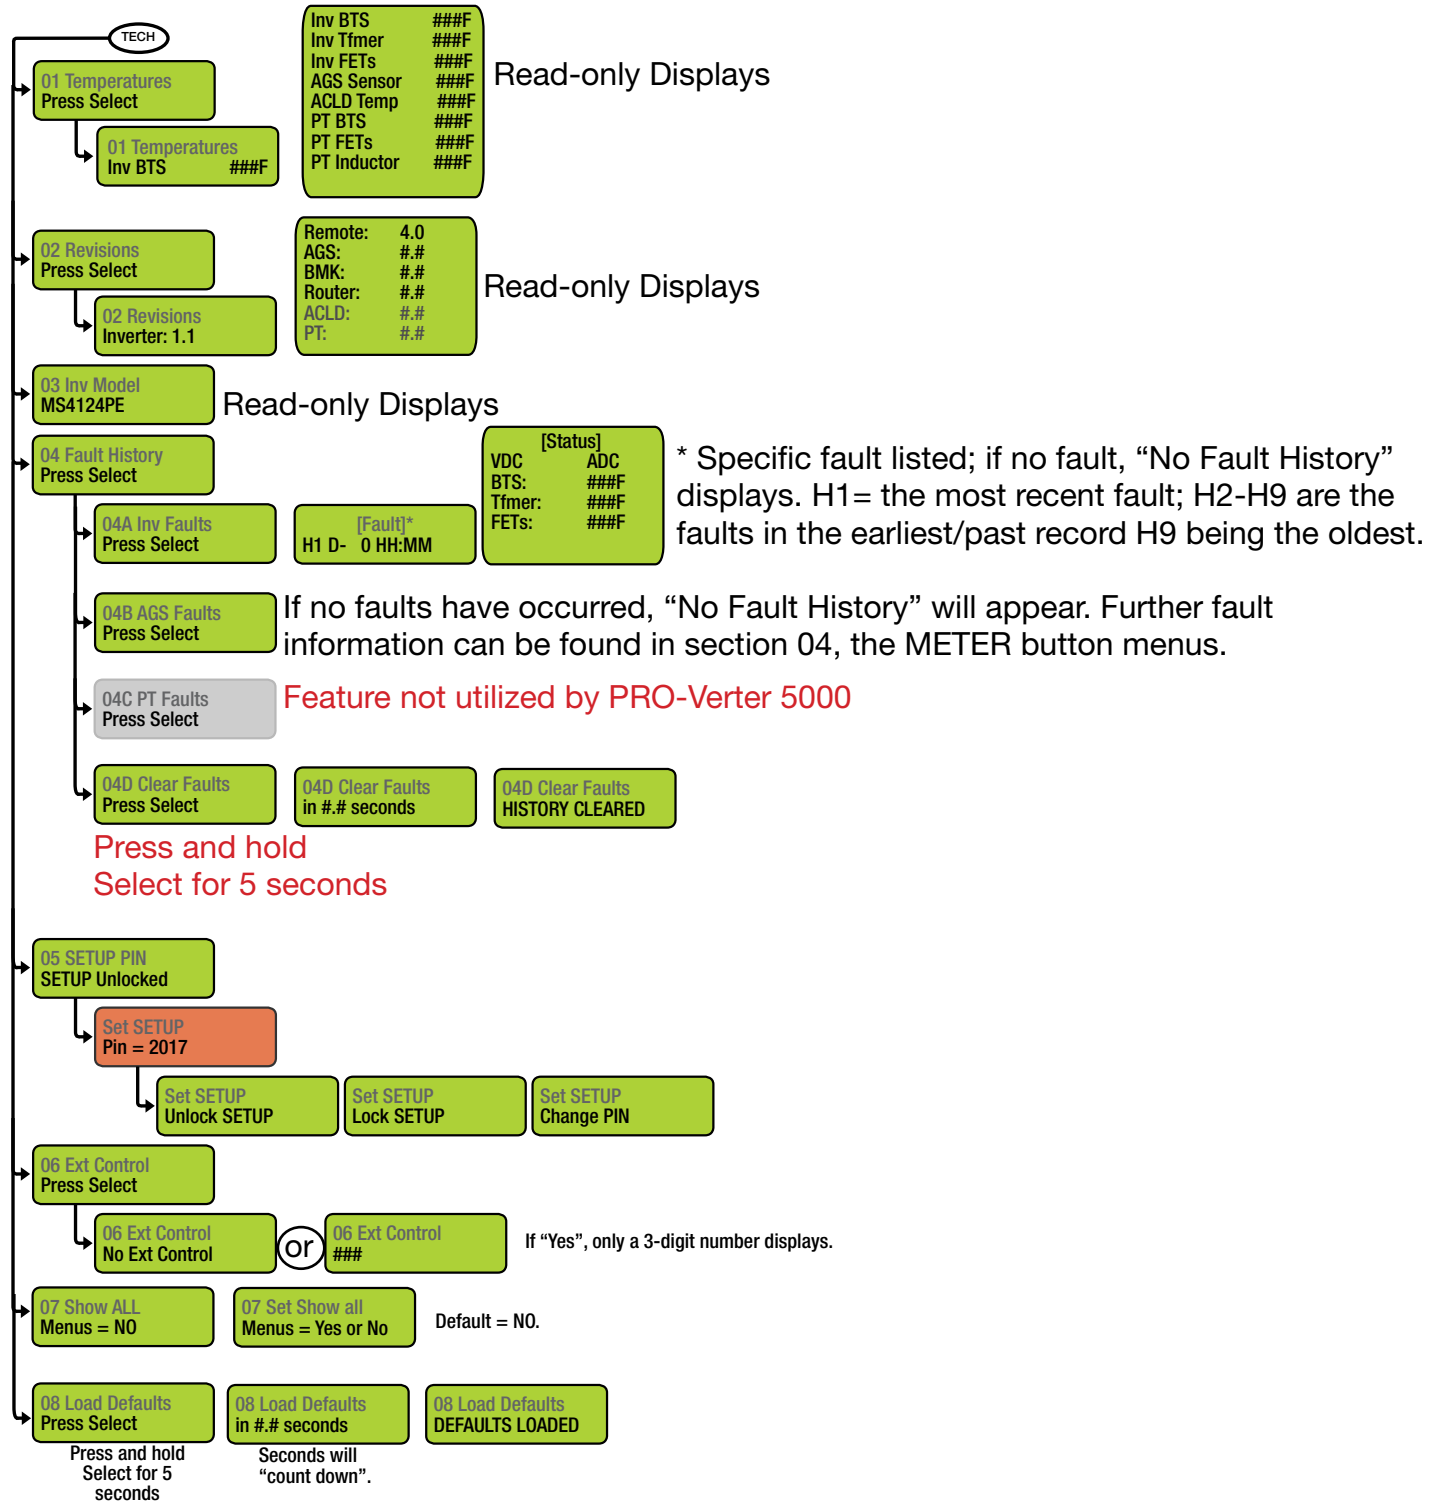 TECH
01 Temperatures
Press Select
01 Temperatures
Inv BTS ###F
Inv BTS ###F
Inv Tfmer ###F
Inv FETs ###F
AGS Sensor ###F
ACLD Temp ###F
PT BTS ###F
PT FETs ###F
PT Inductor ###F
Read-only Displays
02 Revisions
Press Select
02 Revisions
Inverter: 1.1
Remote: 4.0
AGS: #.#
BMK: #.#
Router: #.#
ACLD: #.#
PT: #.#
Read-only Displays
03 Inv Model
MS4124PE
Read-only Displays
04 Fault History
Press Select
04A Inv Faults
Press Select
[Fault]*
H1 D- 0 HH:MM
[Status]
VDC ADC
BTS: ###F
Tfmer: ###F
FETs: ###F
* Specific fault listed; if no fault, “No Fault History”
displays. H1= the most recent fault; H2-H9 are the
faults in the earliest/past record H9 being the oldest.
04B AGS Faults
Press Select
If no faults have occurred, “No Fault History” will appear. Further fault
information can be found in section 04, the METER button menus.
04C PT Faults
Press Select
Feature not utilized by PRO-Verter 5000
04D Clear Faults
Press Select
04D Clear Faults
in #.# seconds
04D Clear Faults
HISTORY CLEARED
Press and hold
Select for 5 seconds
05 SETUP PIN
SETUP Unlocked
Set SETUP
Pin = 2017
Set SETUP
Unlock SETUP
Set SETUP
Lock SETUP
Set SETUP
Change PIN
06 Ext Control
Press Select
06 Ext Control
No Ext Control
or
06 Ext Control
###
If “Yes”, only a 3-digit number displays.
07 Show ALL
Menus = NO
07 Set Show all
Menus = Yes or No
Default = NO.
08 Load Defaults
Press Select
08 Load Defaults
in #.# seconds
08 Load Defaults
DEFAULTS LOADED
Press and hold
Select for 5
seconds
Seconds will
“count down”.